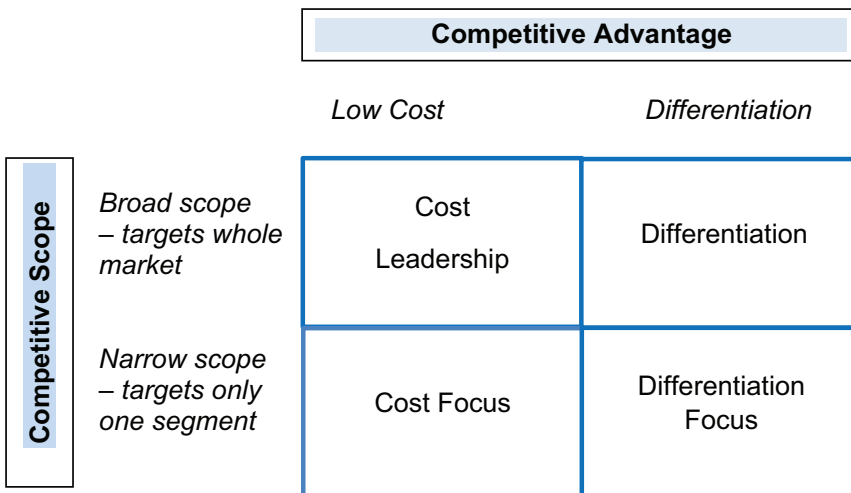 Competitive Advantage
Low Cost
Differentiation
Competitive Scope
Broad scope
– targets whole
market
Cost
Leadership
Differentiation
Narrow scope
– targets only
one segment
Cost Focus
Differentiation
Focus